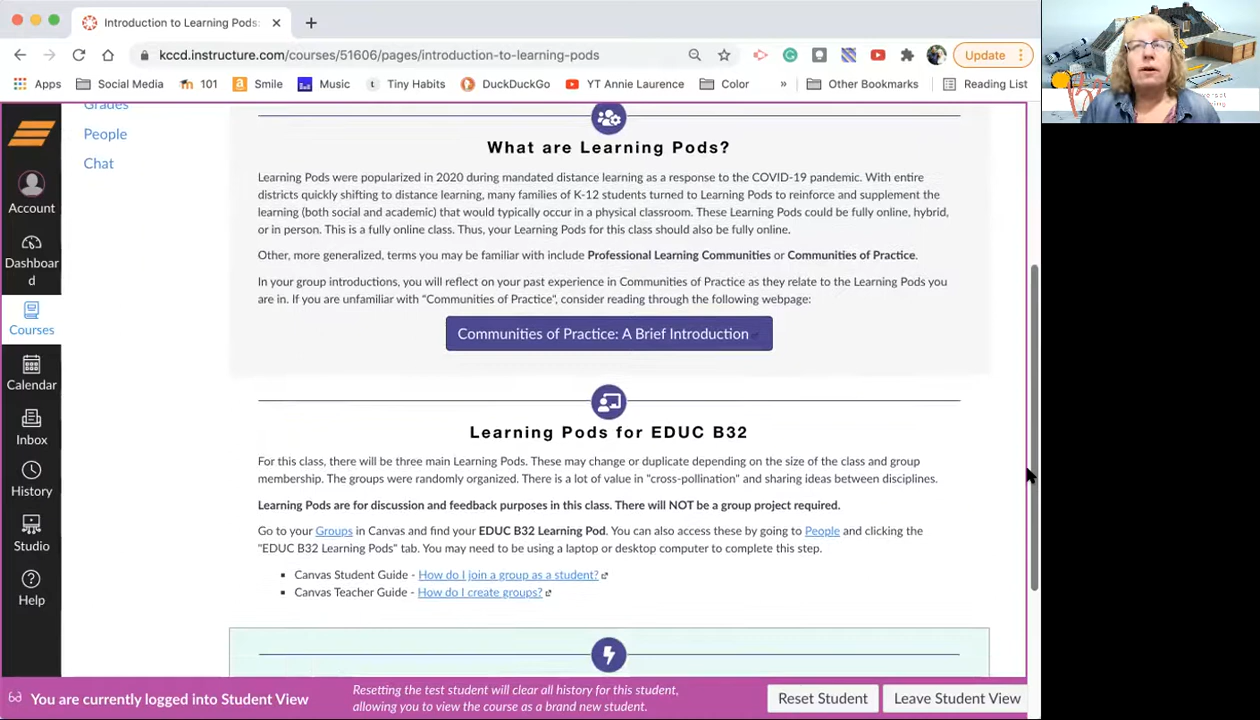 Introduction to Learning Pods:
kccd.instructure.com/courses/51606/pages/introduction-to-learning-pods
Update
Apps
Social Media
101
Smile
Music
Tiny Habits
DuckDuckGo
YT Annie Laurence
Color
»
Other Bookmarks
Reading List
Grades
People
Chat
Account
Dashboar
d
Courses
Calendar
Inbox
History
Studio
Help
What are Learning Pods?
Learning Pods were popularized in 2020 during mandated distance learning as a response to the COVID-19 pandemic. With entire
districts quickly shifting to distance learning, many families of K-12 students turned to Learning Pods to reinforce and supplement the
learning (both social and academic) that would typically occur in a physical classroom. These Learning Pods could be fully online, hybrid,
or in person. This is a fully online class. Thus, your Learning Pods for this class should also be fully online.
Other, more generalized, terms you may be familiar with include Professional Learning Communities or Communities of Practice.
In your group introductions, you will reflect on your past experience in Communities of Practice as they relate to the Learning Pods you
are in. If you are unfamiliar with "Communities of Practice", consider reading through the following webpage:
Communities of Practice: A Brief Introduction
Learning Pods for EDUC B32
For this class, there will be three main Learning Pods. These may change or duplicate depending on the size of the class and group
membership. The groups were randomly organized. There is a lot of value in "cross-pollination" and sharing ideas between disciplines.
Learning Pods are for discussion and feedback purposes in this class. There will NOT be a group project required.
Go to your Groups in Canvas and find your EDUC B32 Learning Pod. You can also access these by going to People and clicking the
"EDUC B32 Learning Pods" tab. You may need to be using a laptop or desktop computer to complete this step.
Canvas Student Guide - How do I join a group as a student?
Canvas Teacher Guide - How do I create groups?
You are currently logged into Student View
Resetting the test student will clear all history for this student,
allowing you to view the course as a brand new student.
Reset Student
Leave Student View